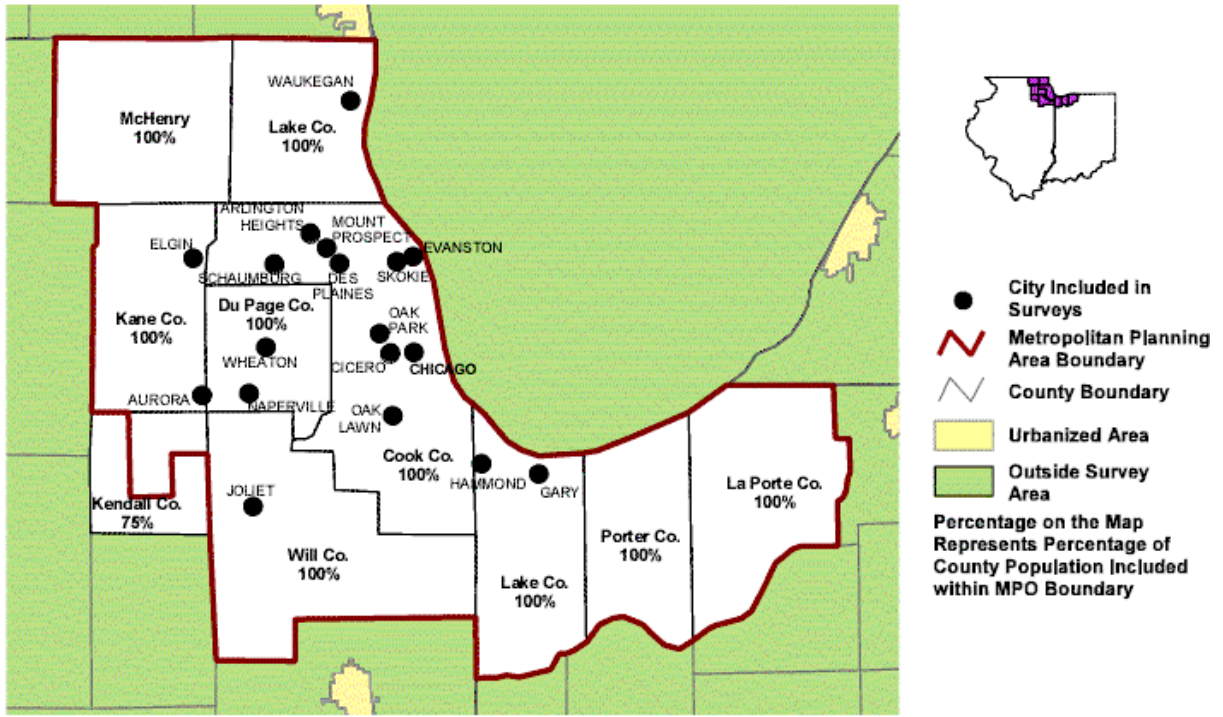 WAUKEGAN
McHenry
100%
Lake Co.
100%
ARLINGTON
HEIGHTS
MOUNT
PROSPECT
ELGIN
EVANSTON
SCHAUMBURG
DES
PLAINES
SKOKIE
Du Page Co.
100%
OAK
PARK
Kane Co.
100%
WHEATON
CICERO
CHICAGO
AURORA
NAPERVILLE
OAK
LAWN
Cook Co.
100%
HAMMOND
GARY
La Porte Co.
100%
Kendall Co.
75%
JOLIET
Porter Co.
100%
Will Co.
100%
Lake Co.
100%
City Included in
Surveys
Metropolitan Planning
Area Boundary
County Boundary
Urbanized Area
Outside Survey
Area
Percentage on the Map
Represents Percentage of
County Population Included
within MPO Boundary